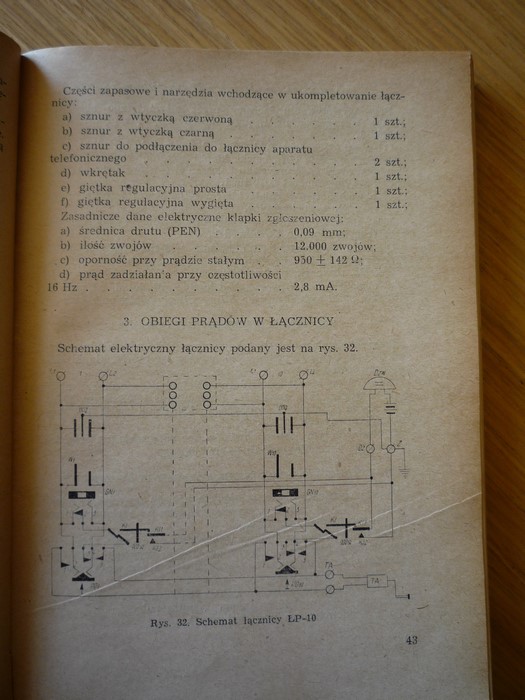 Części zapasowe i narzędzia wchodzące w ukompletowanie łącz-
nicy:
a) sznur z wtyczką czerwoną . . . . . 1 szt.;
b) sznur z wtyczką czarną . . . . . 1 szt.;
c) sznur do podłączenia do łącznicy aparatu
telefonicznego . . . . . . . . 2 szt.;
d) wkrętak . . . . . . . . 1 szt.;
e) giętka regulacyjna prosta . . . . . 1 szt.;
f) giętka regulacyjna wygięta . . . . . 1 szt.;
Zasadnicze dane elektryczne klapki zgłoszeniowej:
a) średnica drutu (PEN) . . . . 0,09 mm;
b) ilość zwojów . . . . . . 12.000 zwojów;
c) oporność przy prądzie stałym . . 950 ± 142 Ω;
d) prąd zadziałania przy częstotliwości
16 Hz . . . . . . . . . . 2,8 mA.
3. OBIEGI PRĄDÓW W ŁĄCZNICY
Schemat elektryczny łącznicy podany jest na rys. 32.
Rys. 32. Schemat łącznicy ŁP-10
43